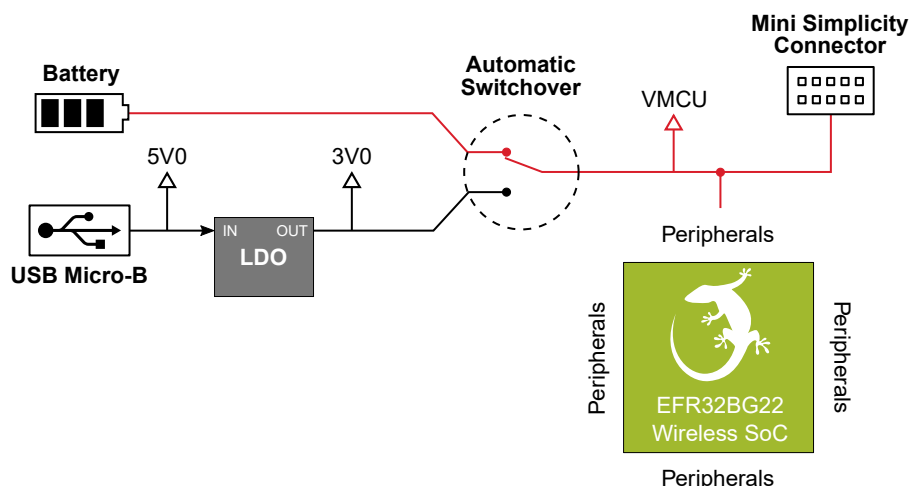 Mini Simplicity
Connector
Automatic
Switchover
Battery
VMCU
5V0
3V0
IN
OUT
LDO
USB Micro-B
Peripherals
Peripherals
Peripherals
EFR32BG22
Wireless SoC
Peripherals